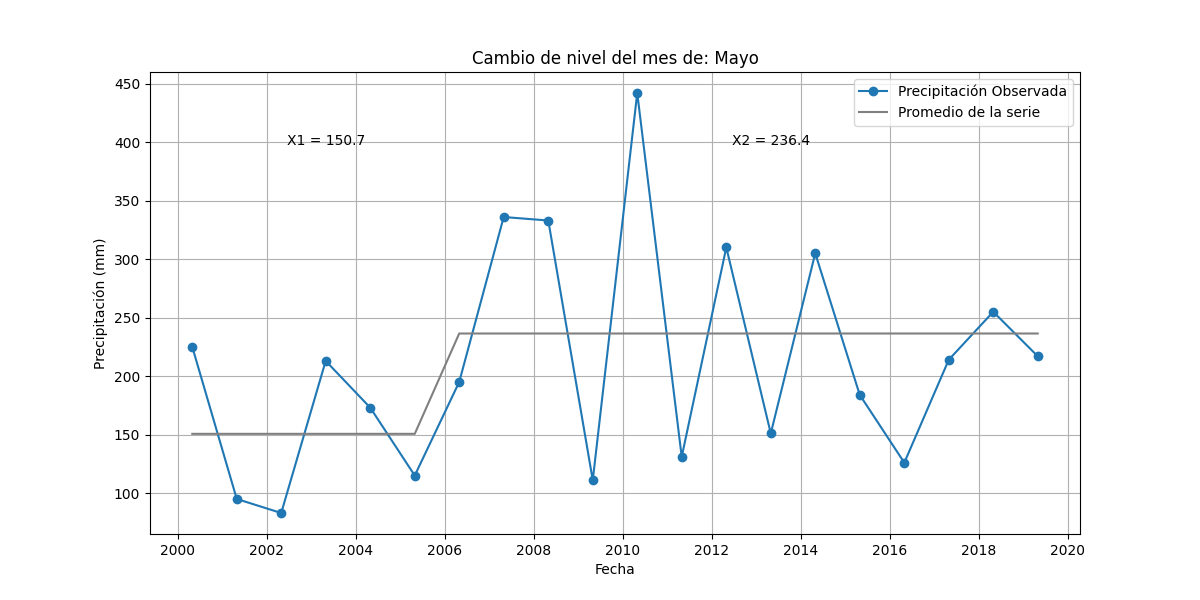 Cambio de nivel del mes de: Mayo
Precipitación Observada
Promedio de la serie
X1 = 150.7
X2 = 236.4
Precipitación (mm)
450
400
350
300
250
200
150
100
2000 2002 2004 2006 2008 2010 2012 2014 2016 2018 2020
Fecha